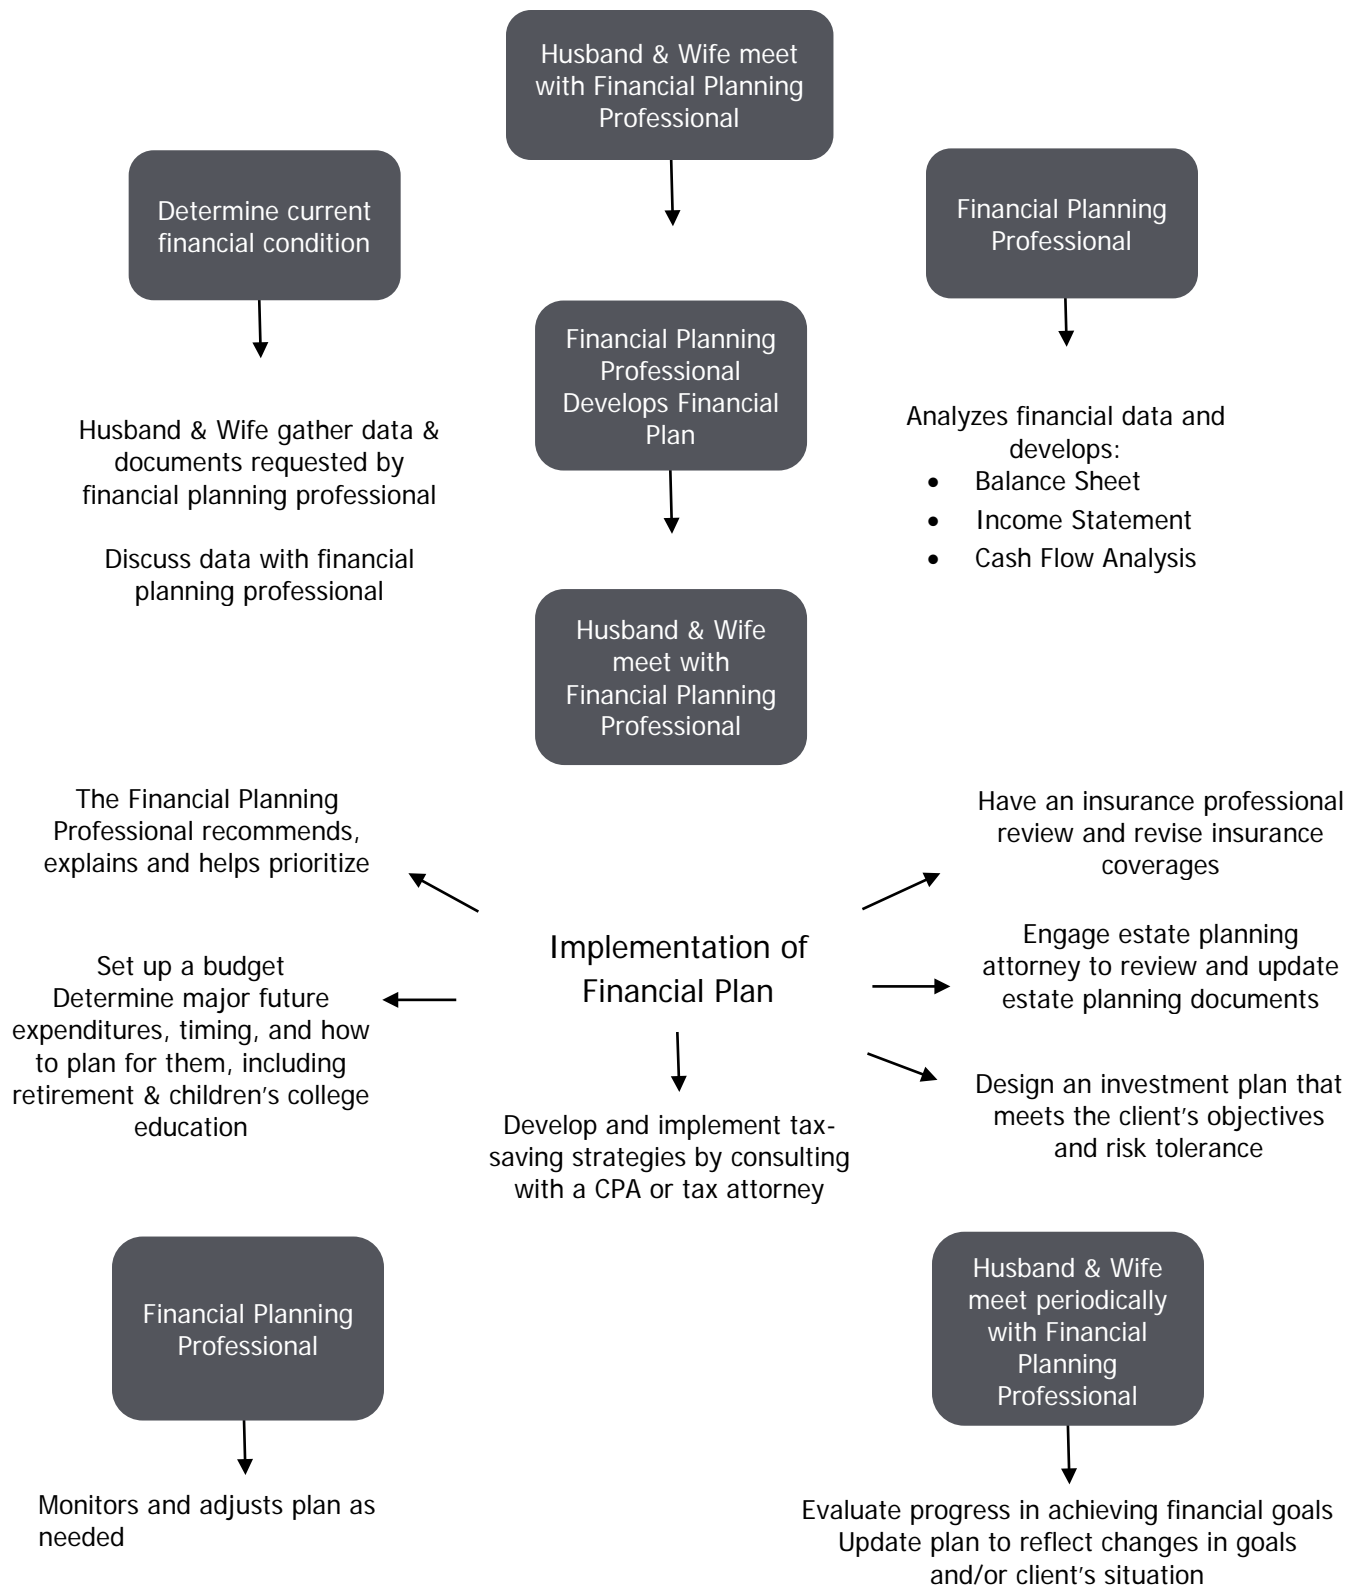 Husband & Wife meet
with Financial Planning
Professional
Determine current
financial condition
Financial Planning
Professional
Husband & Wife gather data &
documents requested by
financial planning professional
Discuss data with financial
planning professional
Financial Planning
Professional
Develops Financial
Plan
Analyzes financial data and
develops:
• Balance Sheet
• Income Statement
• Cash Flow Analysis
Husband & Wife
meet with
Financial Planning
Professional
The Financial Planning
Professional recommends,
explains and helps prioritize
Have an insurance professional
review and revise insurance
coverages
Set up a budget
Determine major future
expenditures, timing, and how
to plan for them, including
retirement & children’s college
education
Implementation of
Financial Plan
Engage estate planning
attorney to review and update
estate planning documents
Develop and implement tax-
saving strategies by consulting
with a CPA or tax attorney
Design an investment plan that
meets the client’s objectives
and risk tolerance
Financial Planning
Professional
Husband & Wife
meet periodically
with Financial
Planning
Professional
Monitors and adjusts plan as
needed
Evaluate progress in achieving financial goals
Update plan to reflect changes in goals
and/or client’s situation